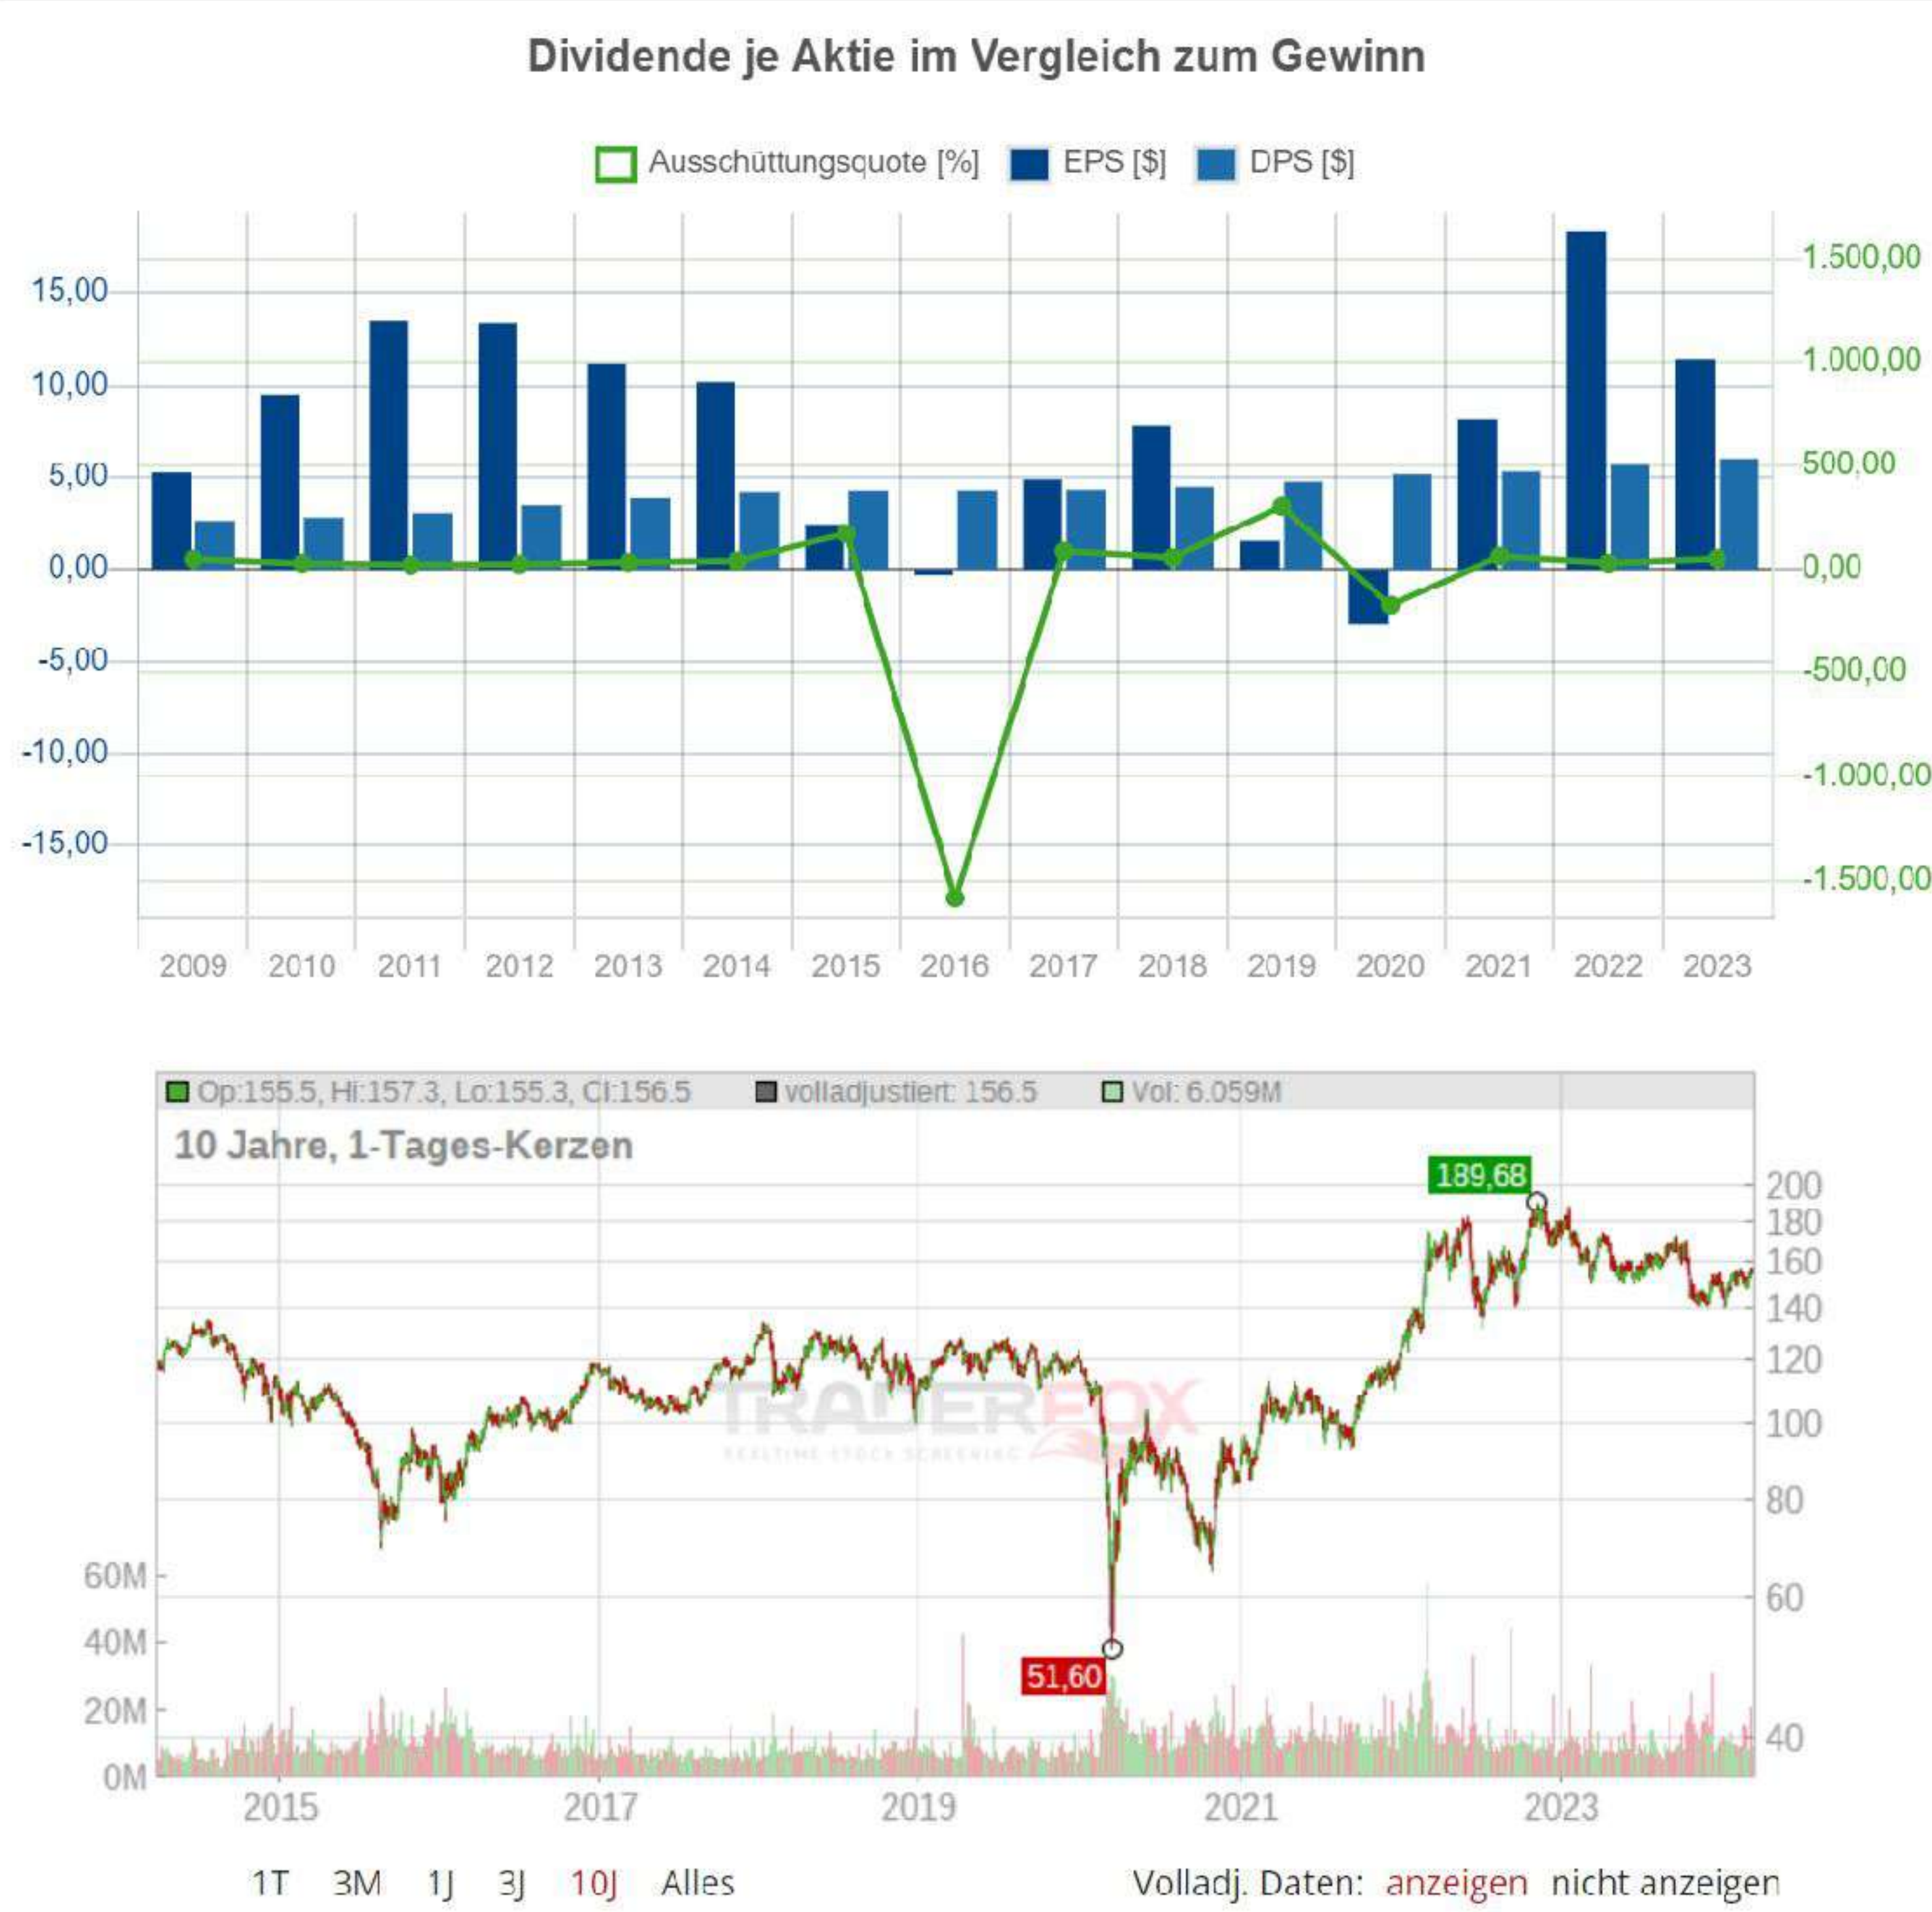 Dividende je Aktie im Vergleich zum Gewinn
Ausschüttungsquote [%] EPS [$] DPS [$]
15,00
10,00
5,00
0,00
-5,00
-10,00
-15,00
1.500,00
1.000,00
500,00
0,00
-500,00
-1.000,00
-1.500,00
2009 2010 2011 2012 2013 2014 2015 2016 2017 2018 2019 2020 2021 2022 2023
Op:155.5, Hi:157.3, Lo:155.3, Cl:156.5 volladjustiert: 156.5 Vol: 6.059M
10 Jahre, 1-Tages-Kerzen
189,68
200
180
160
140
120
100
80
60
40
TRADERFOX
REALTIME STOCK SCREENING
60M
40M
20M
0M
51,60
2015 2017 2019 2021 2023
1T 3M 1J 3J 10J Alles Volladj. Daten: anzeigen nicht anzeigen